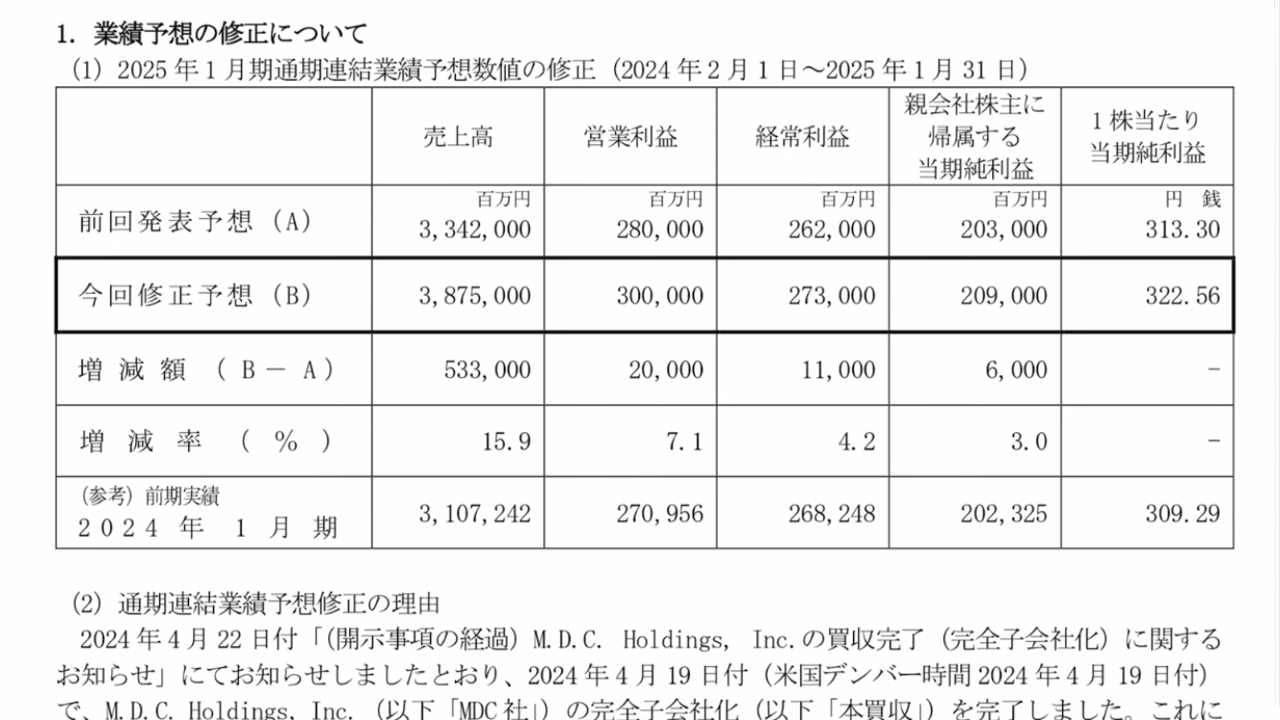 1. 業績予想の修正について
(1) 2025年1月期通期連結業績予想数値の修正（2024年2月1日～2025年1月31日）
売上高 営業利益 経常利益 親会社株主に帰属する当期純利益 1株当たり当期純利益
百万円 百万円 百万円 百万円 円 銭
前回発表予想（A） 3,342,000 280,000 262,000 203,000 313.30
今回修正予想（B） 3,875,000 300,000 273,000 209,000 322.56
増減額（B－A） 533,000 20,000 11,000 6,000 －
増減率（％） 15.9 7.1 4.2 3.0 －
（参考）前期実績
2024年1月期 3,107,242 270,956 268,248 202,325 309.29
(2) 通期連結業績予想修正の理由
2024年4月22日付「（開示事項の経過）M.D.C. Holdings, Inc.の買収完了（完全子会社化）に関する
お知らせ」にてお知らせしましたとおり、2024年4月19日付（米国デンバー時間2024年4月19日付）
で、M.D.C. Holdings, Inc.（以下「MDC社」）の完全子会社化（以下「本買収」）を完了しました。これに